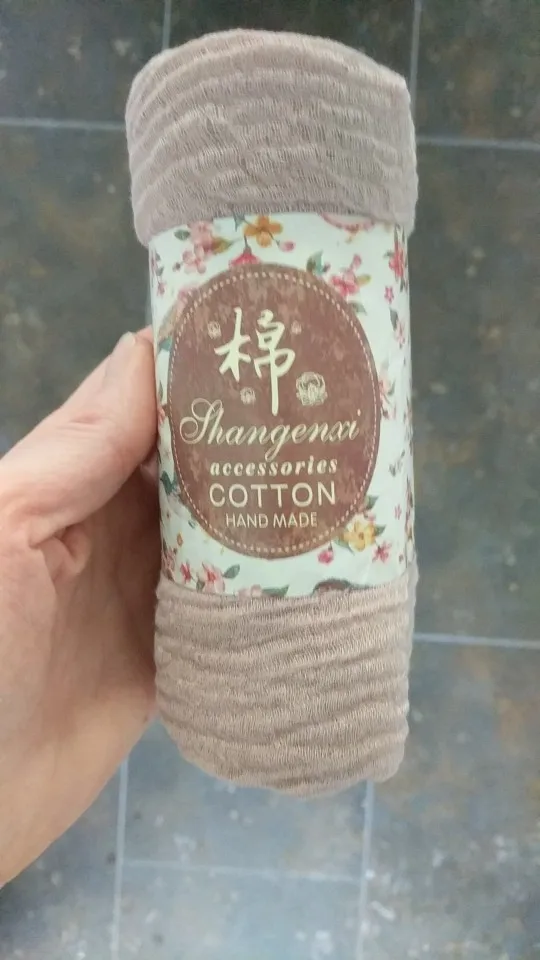 棉
Shangenxi
accessories
COTTON
HAND MADE